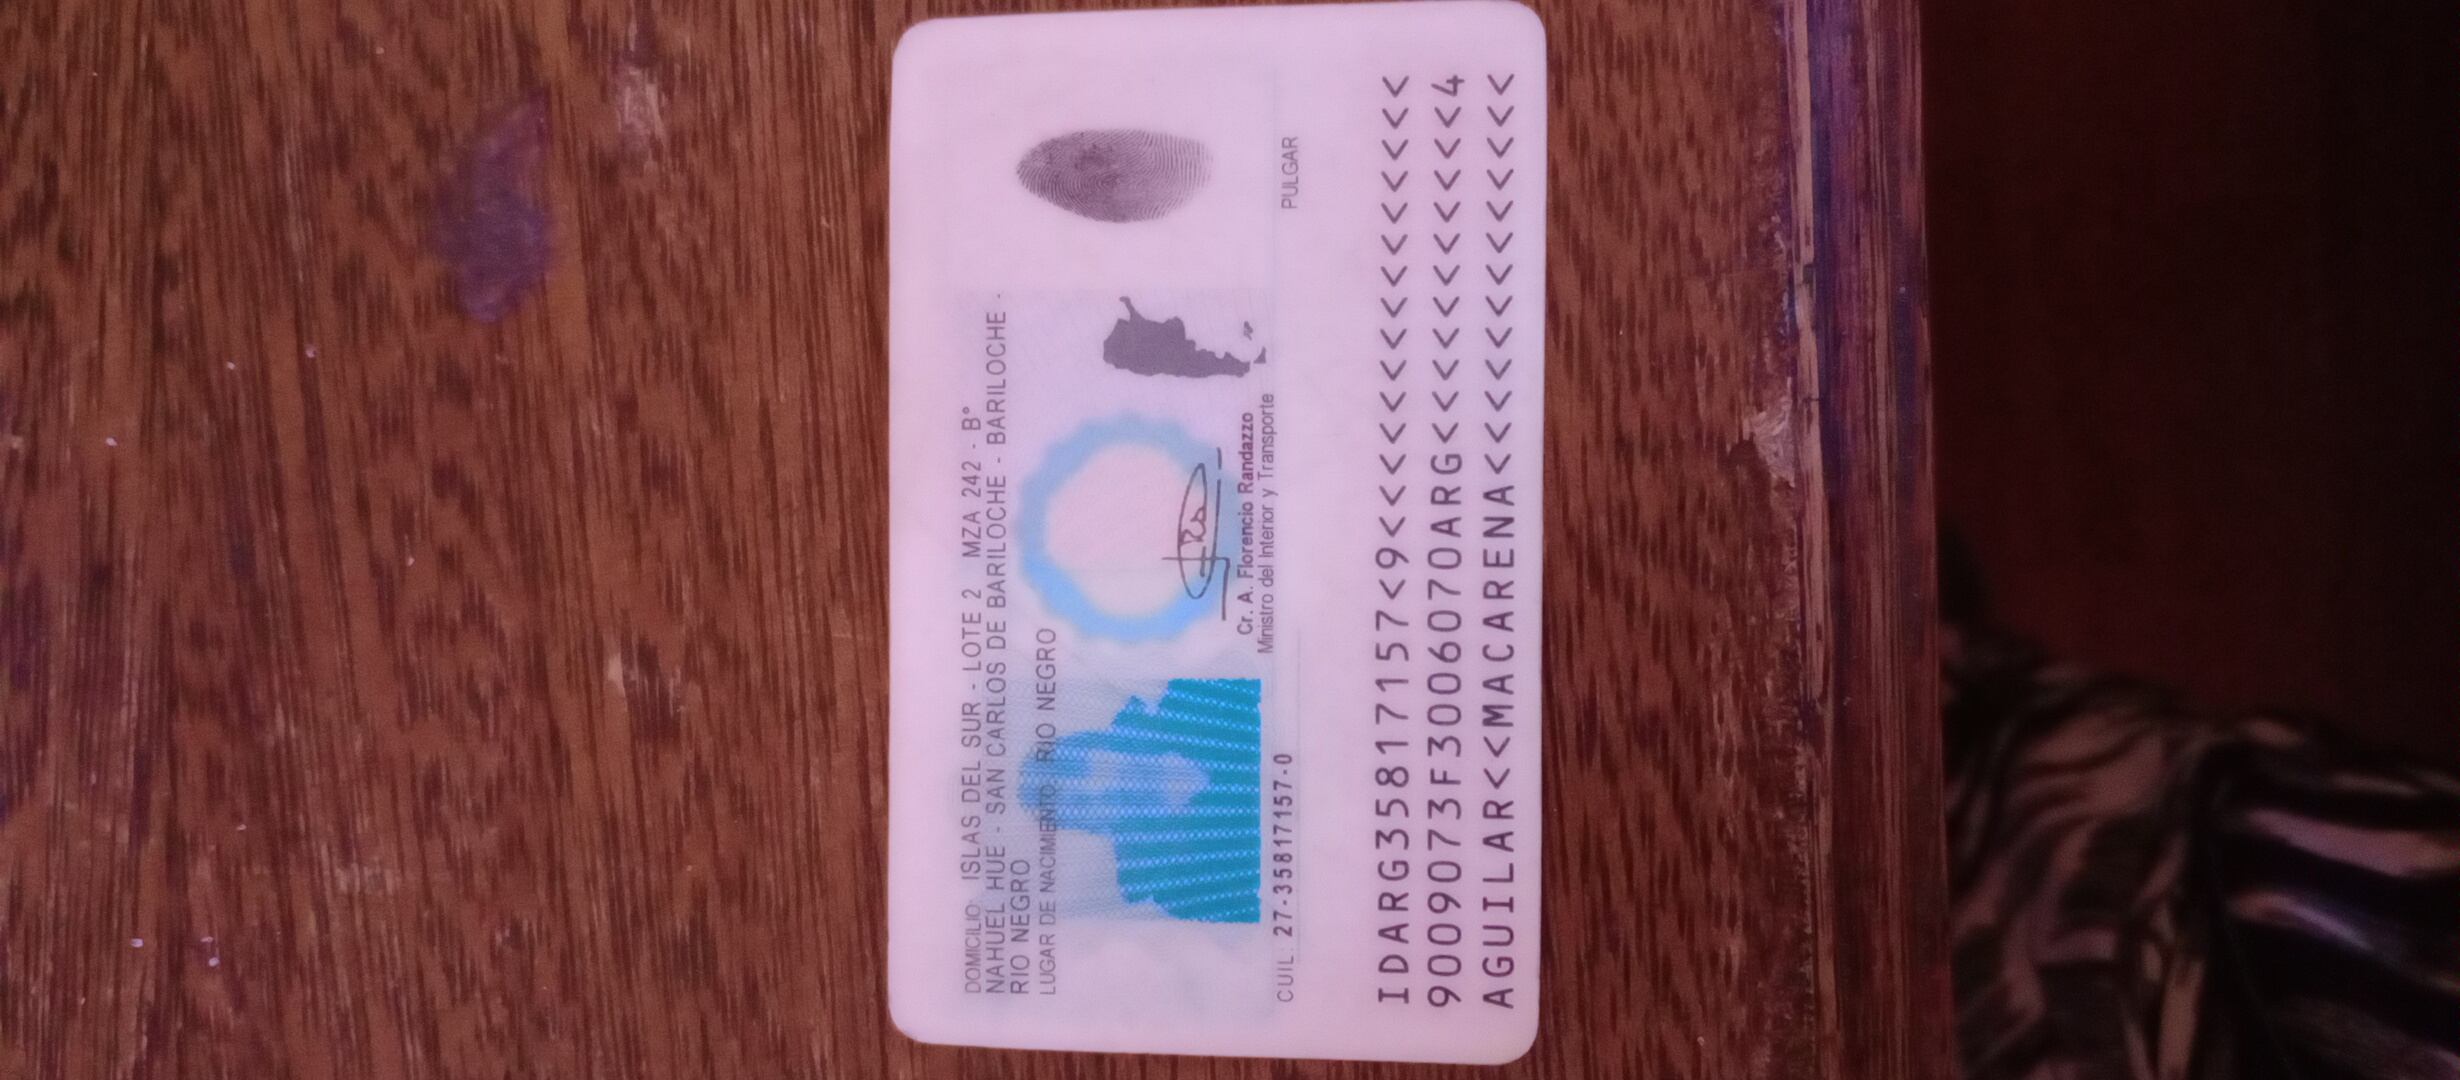 DOMICILIO: ISLAS DEL SUR - LOTE 2 MZA 242 - B°
NAHUEL HUE - SAN CARLOS DE BARILOCHE - BARILOCHE -
RIO NEGRO
LUGAR DE NACIMIENTO: RIO NEGRO
Cr. A. Florencio Randazzo
Ministro del Interior y Transporte
CUIL: 27-35817157-0
PULGAR
IDARG35817157<9<<<<<<<<<<<<<<<
9009073F3006070ARG<<<<<<<<<<<4
AGUILAR<<MACARENA<<<<<<<<<<<<<